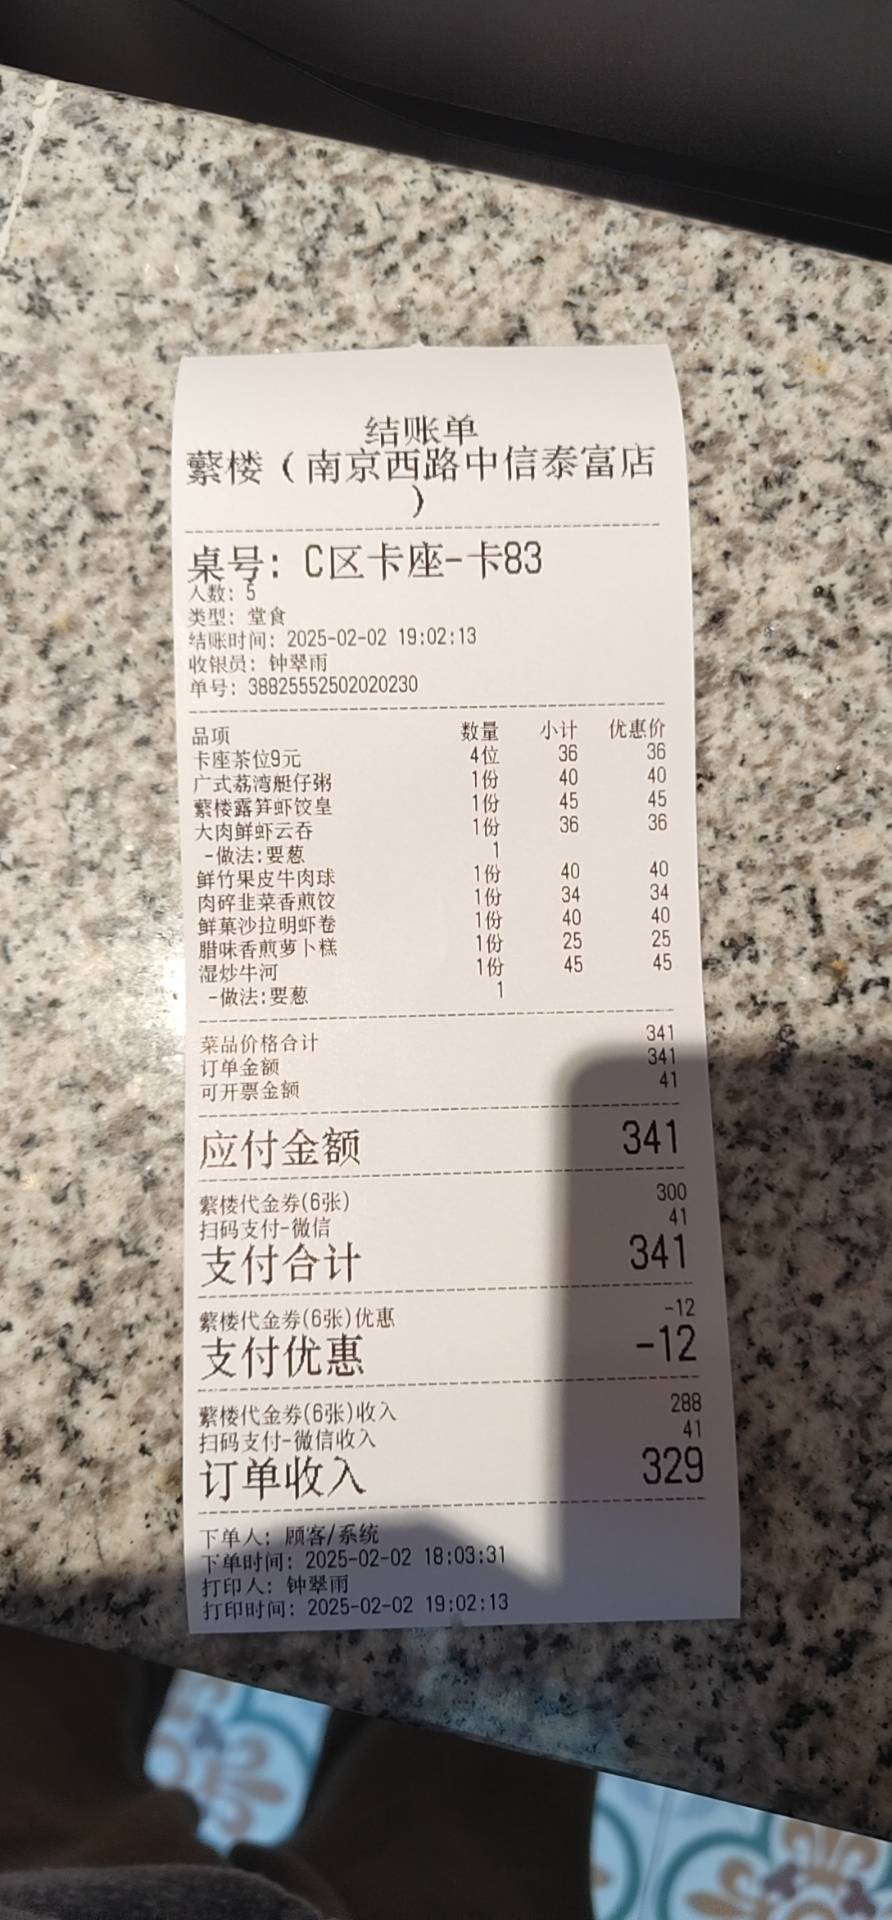 结账单
蘩楼（南京西路中信泰富店
）
桌号: C区卡座-卡83
人数: 5
类型: 堂食
结账时间: 2025-02-02 19:02:13
收银员: 钟翠雨
单号: 38825552502020230
品项 数量 小计 优惠价
卡座茶位9元 4位 36 36
广式荔湾艇仔粥 1份 40 40
蘩楼露笋虾饺皇 1份 45 45
大肉鲜虾云吞 1份 36 36
-做法:要葱 1
鲜竹果皮牛肉球 1份 40 40
肉碎韭菜香煎饺 1份 34 34
鲜菓沙拉明虾卷 1份 40 40
腊味香煎萝卜糕 1份 25 25
湿炒牛河 1份 45 45
-做法:要葱 1
菜品价格合计 341
订单金额 341
可开票金额 41
应付金额 341
蘩楼代金券(6张) 300
扫码支付-微信 41
支付合计 341
蘩楼代金券(6张)优惠 -12
支付优惠 -12
蘩楼代金券(6张)收入 288
扫码支付-微信收入 41
订单收入 329
下单人: 顾客/系统
下单时间: 2025-02-02 18:03:31
打印人: 钟翠雨
打印时间: 2025-02-02 19:02:13